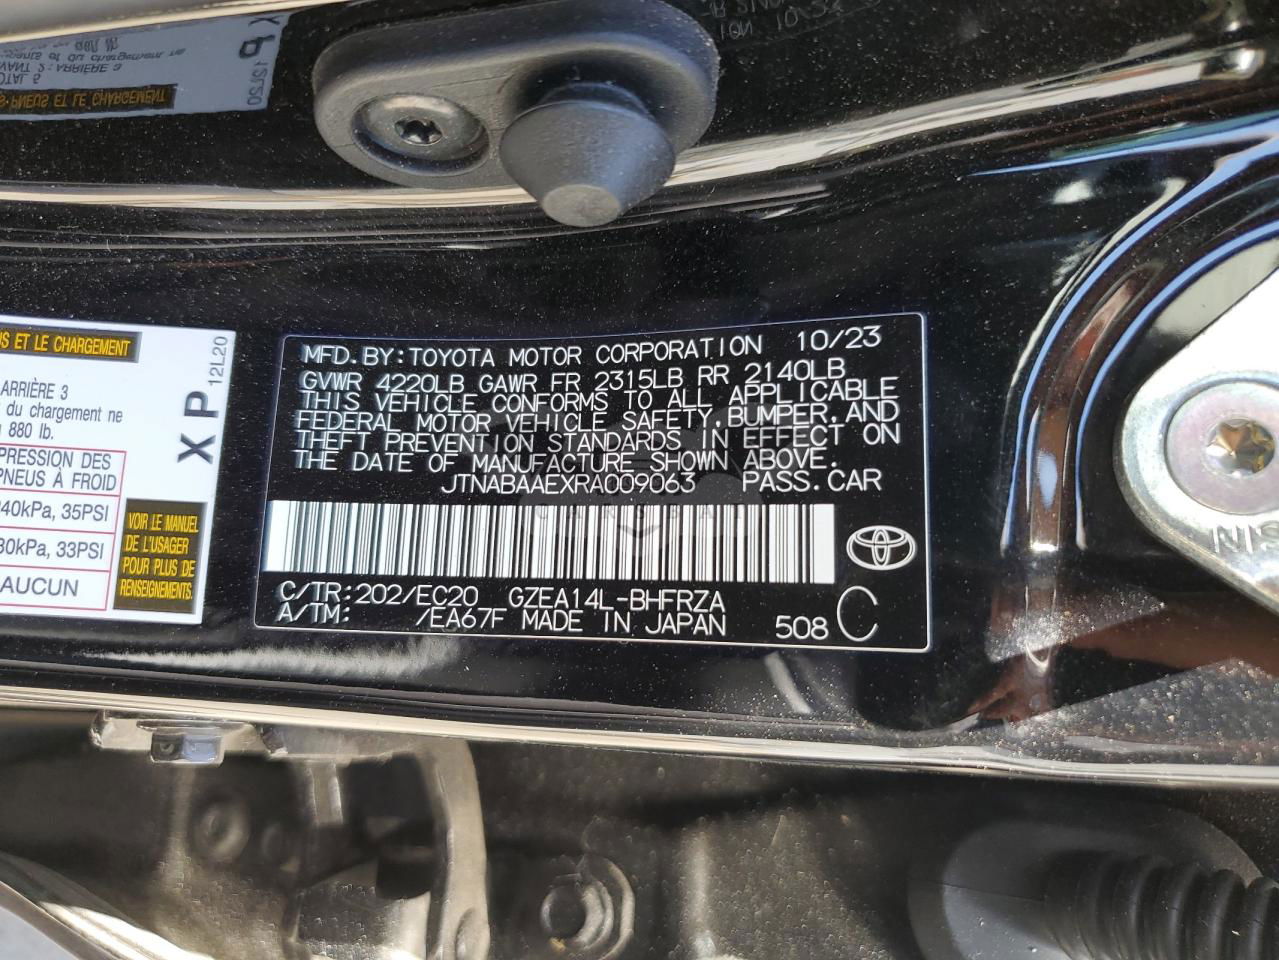 MFD.BY:TOYOTA MOTOR CORPORATION 10/23
GVWR 4220LB GAWR FR 2315LB RR 2140LB
THIS VEHICLE CONFORMS TO ALL APPLICABLE
FEDERAL MOTOR VEHICLE SAFETY,BUMPER,AND
THEFT PREVENTION STANDARDS IN EFFECT ON
THE DATE OF MANUFACTURE SHOWN ABOVE.
JTNABAAEXRA009063 PASS.CAR
C/TR:202/EC20 GZEA14L-BHFRZA
A/TM: /EA67F MADE IN JAPAN 508 C
ET LE CHARGEMENT
ARRIÈRE 3
du chargement ne
880 lb.
PRESSION DES
PNEUS À FROID
240kPa, 35PSI
30kPa, 33PSI
AUCUN
VOIR LE MANUEL
DE L'USAGER
POUR PLUS DE
RENSEIGNEMENTS.
X P
12L20